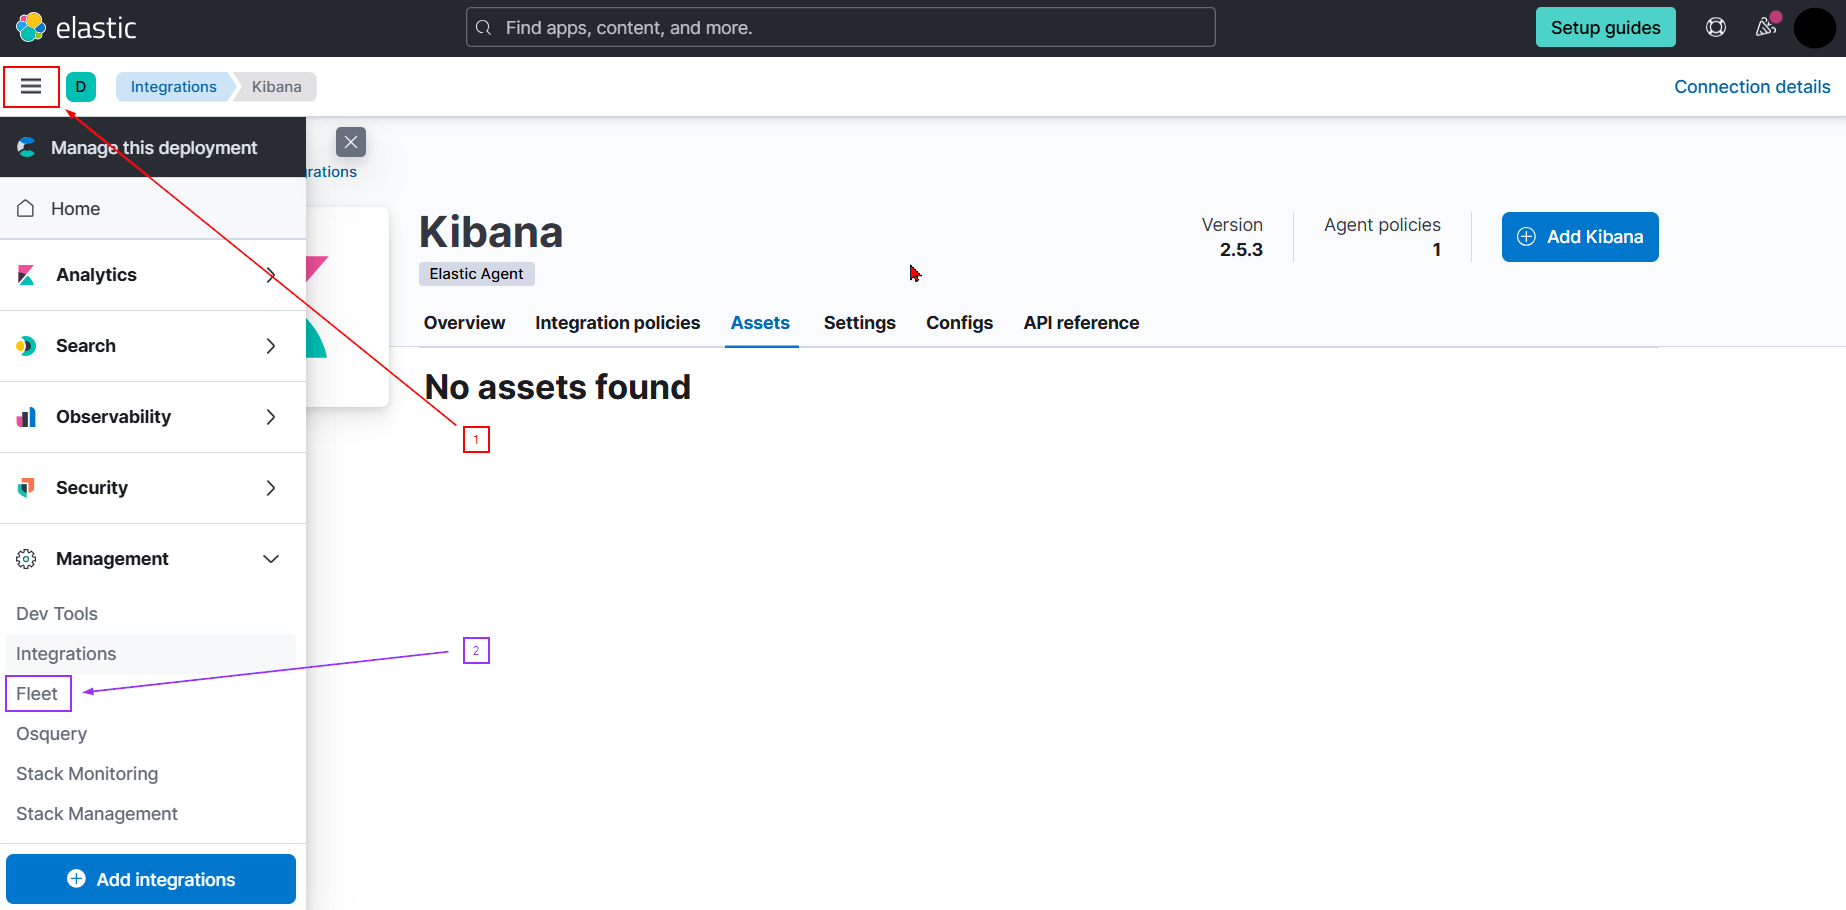 elastic
Find apps, content, and more.
Setup guides
D
Integrations
Kibana
Connection details
Manage this deployment
rations
Home
Kibana
Elastic Agent
Version
2.5.3
Agent policies
1
Add Kibana
Analytics
Overview
Integration policies
Assets
Settings
Configs
API reference
Search
No assets found
Observability
1
Security
Management
Dev Tools
Integrations
2
Fleet
Osquery
Stack Monitoring
Stack Management
Add integrations